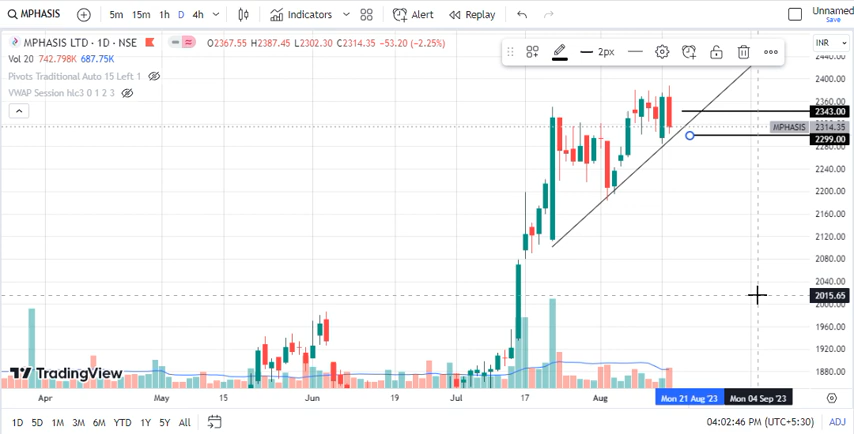 MPHASIS 5m 15m 1h D 4h Indicators Alert Replay Unnamed
Save
MPHASIS LTD · 1D · NSE O2367.55 H2387.45 L2302.30 C2314.35 −53.20 (−2.25%) INR
Vol 20 742.798K 687.75K
Pivots Traditional Auto 15 Left 1
VWAP Session hlc3 0 1 2 3
2px
2440.00
2400.00
2360.00
2343.00
MPHASIS 2314.35
2299.00
2280.00
2240.00
2200.00
2160.00
2120.00
2080.00
2040.00
2015.65
1960.00
1920.00
1880.00
TradingView
Apr 15 May 15 Jun 19 Jul 17 Aug Mon 21 Aug '23 Mon 04 Sep '23
1D 5D 1M 3M 6M YTD 1Y 5Y All 04:02:46 PM (UTC+5:30) ADJ